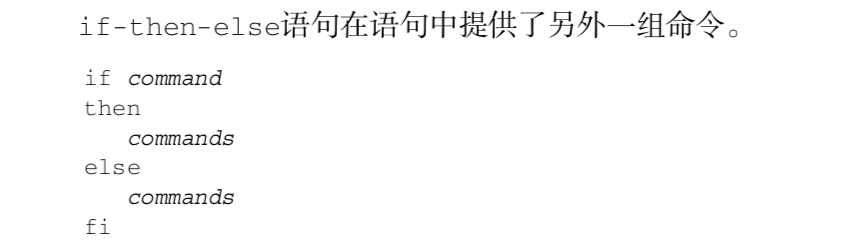 if-then-else语句在语句中提供了另外一组命令。
if command
then
   commands
else
   commands
fi